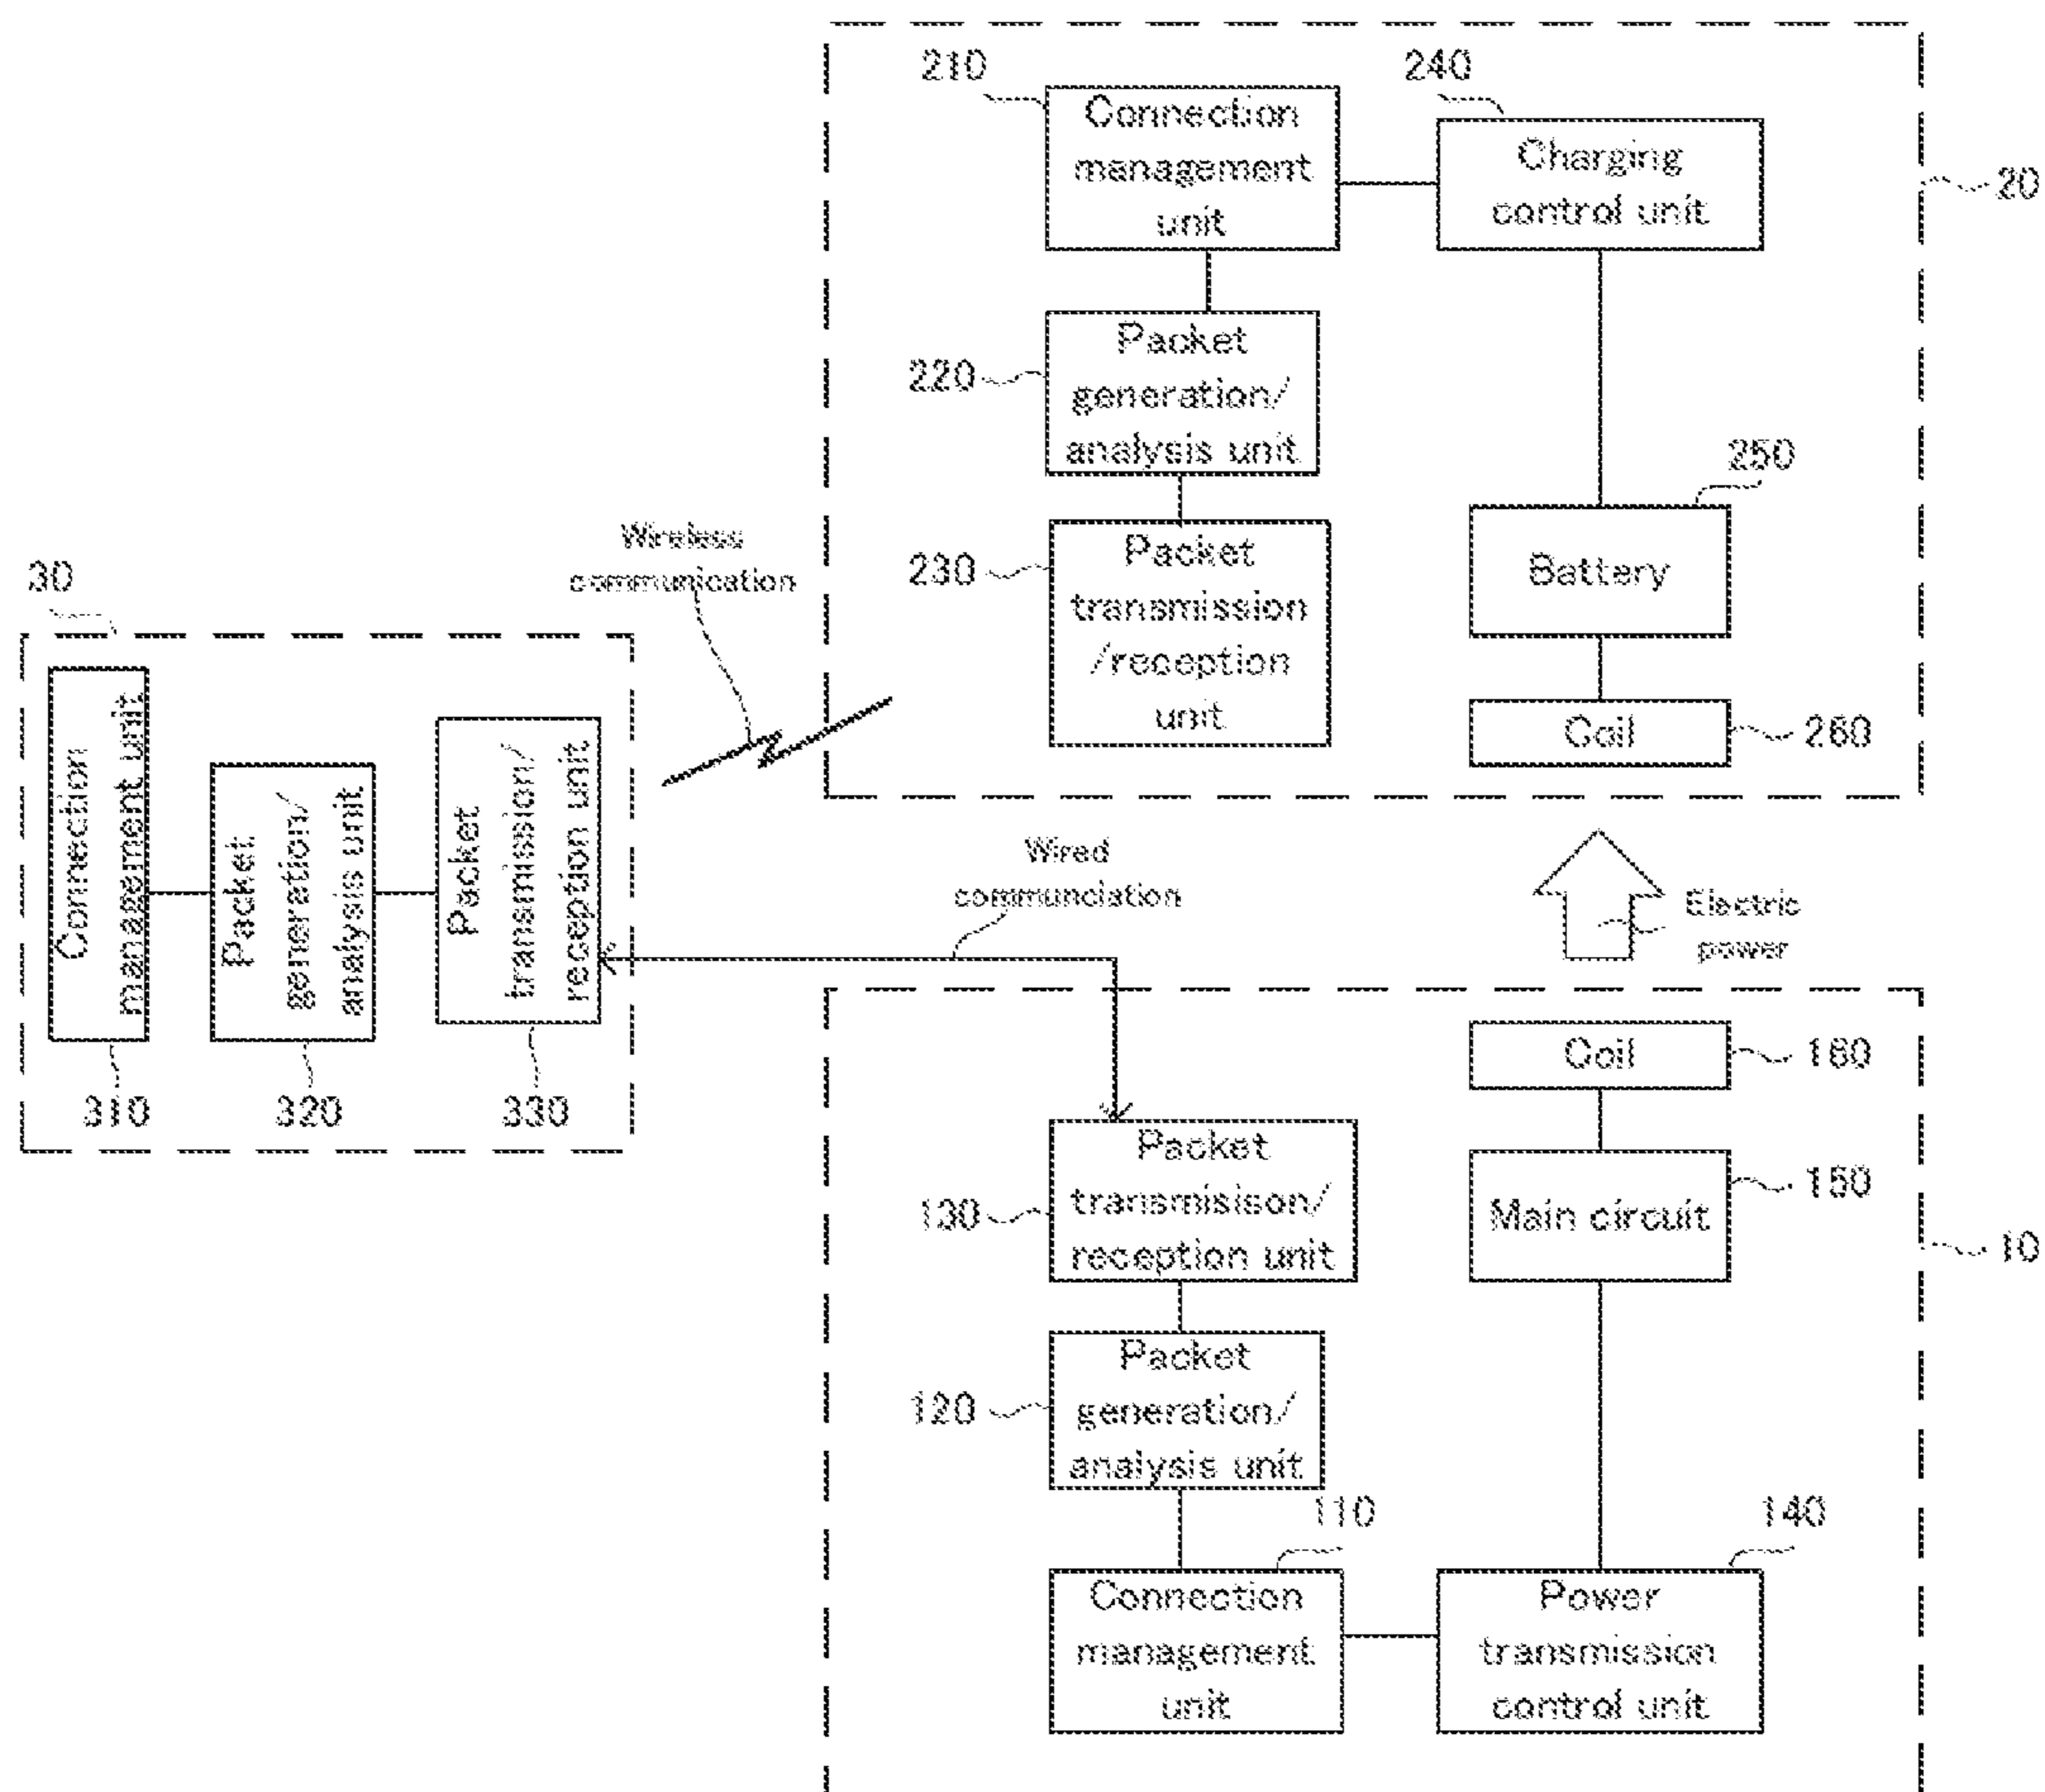 210
Connection
management
unit
240
Charging
control unit
20
220
Packet
generation/
analysis unit
250
Battery
230
Packet
transmission
/reception
unit
Coil
260
Wireless
communication
30
Connection
management unit
Packet
generation/
analysis unit
Packet
transmission/
reception unit
310
320
330
Wired
communciation
Electric
power
Coil
160
130
Packet
transmisison/
reception unit
Main circuit
150
10
120
Packet
generation/
analysis unit
110
Connection
management
unit
140
Power
transmission
control unit